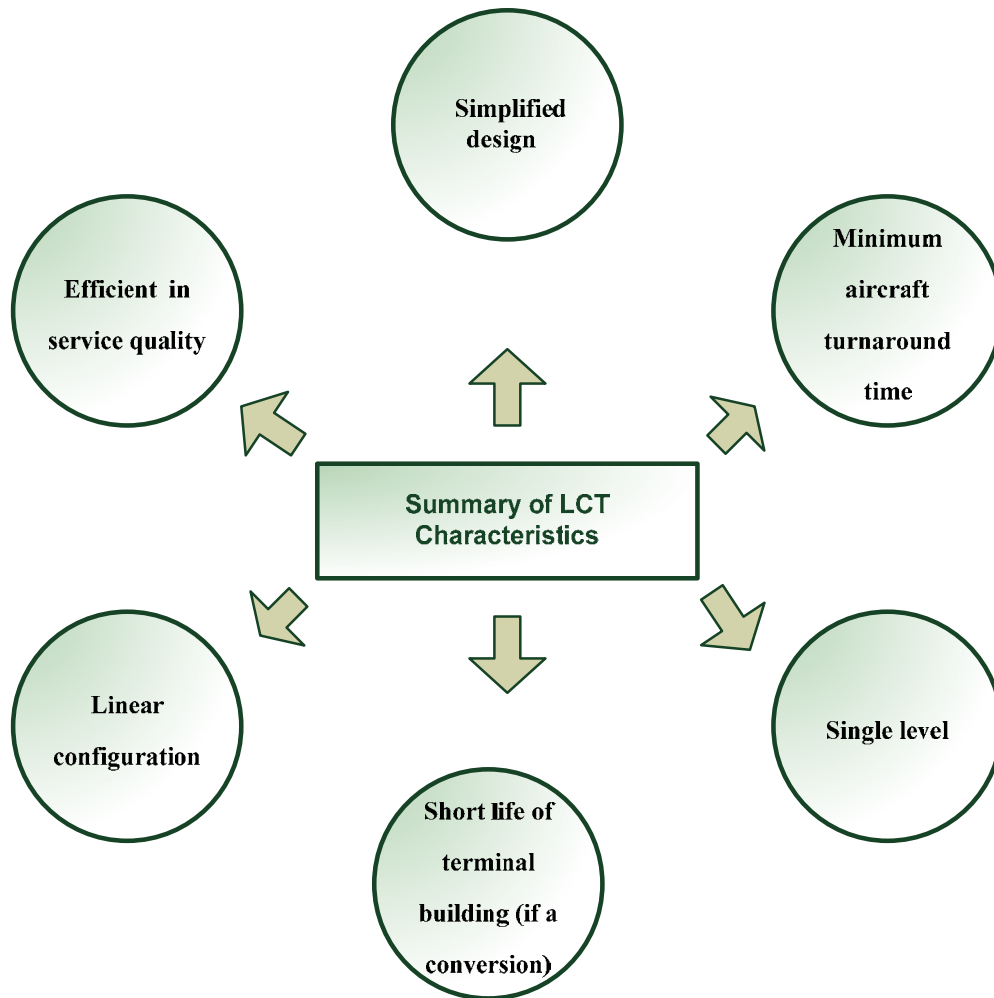 Simplified
design
Efficient in
service quality
Minimum
aircraft
turnaround
time
Summary of LCT
Characteristics
Linear
configuration
Single level
Short life of
terminal
building (if a
conversion)